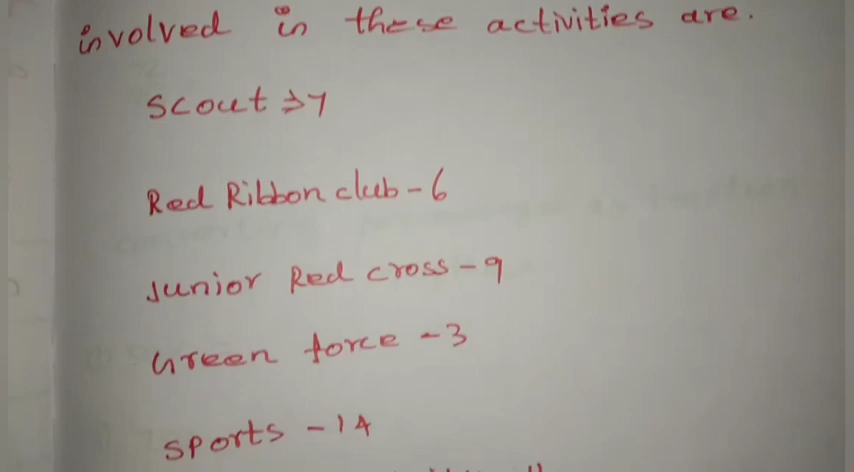 involved in these activities are.
Scout ⇒ 7
Red Ribbon club - 6
Junior Red cross - 9
Green force - 3
sports - 14